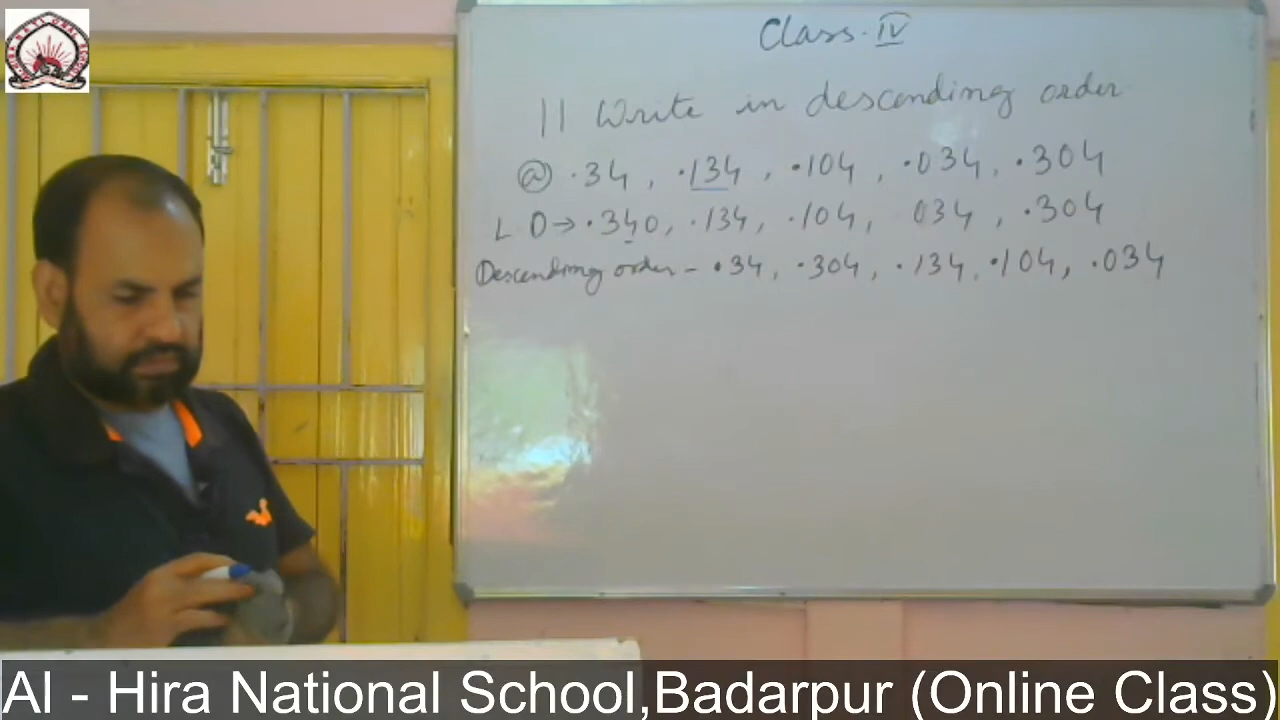 Class. IV
11 Write in descending order
(a) .34, .134, .104, .034, .304
L D → .340, .134, .104, 034, .304
Descending order - .34, .304, .134, .104, .034
Al - Hira National School,Badarpur (Online Class)